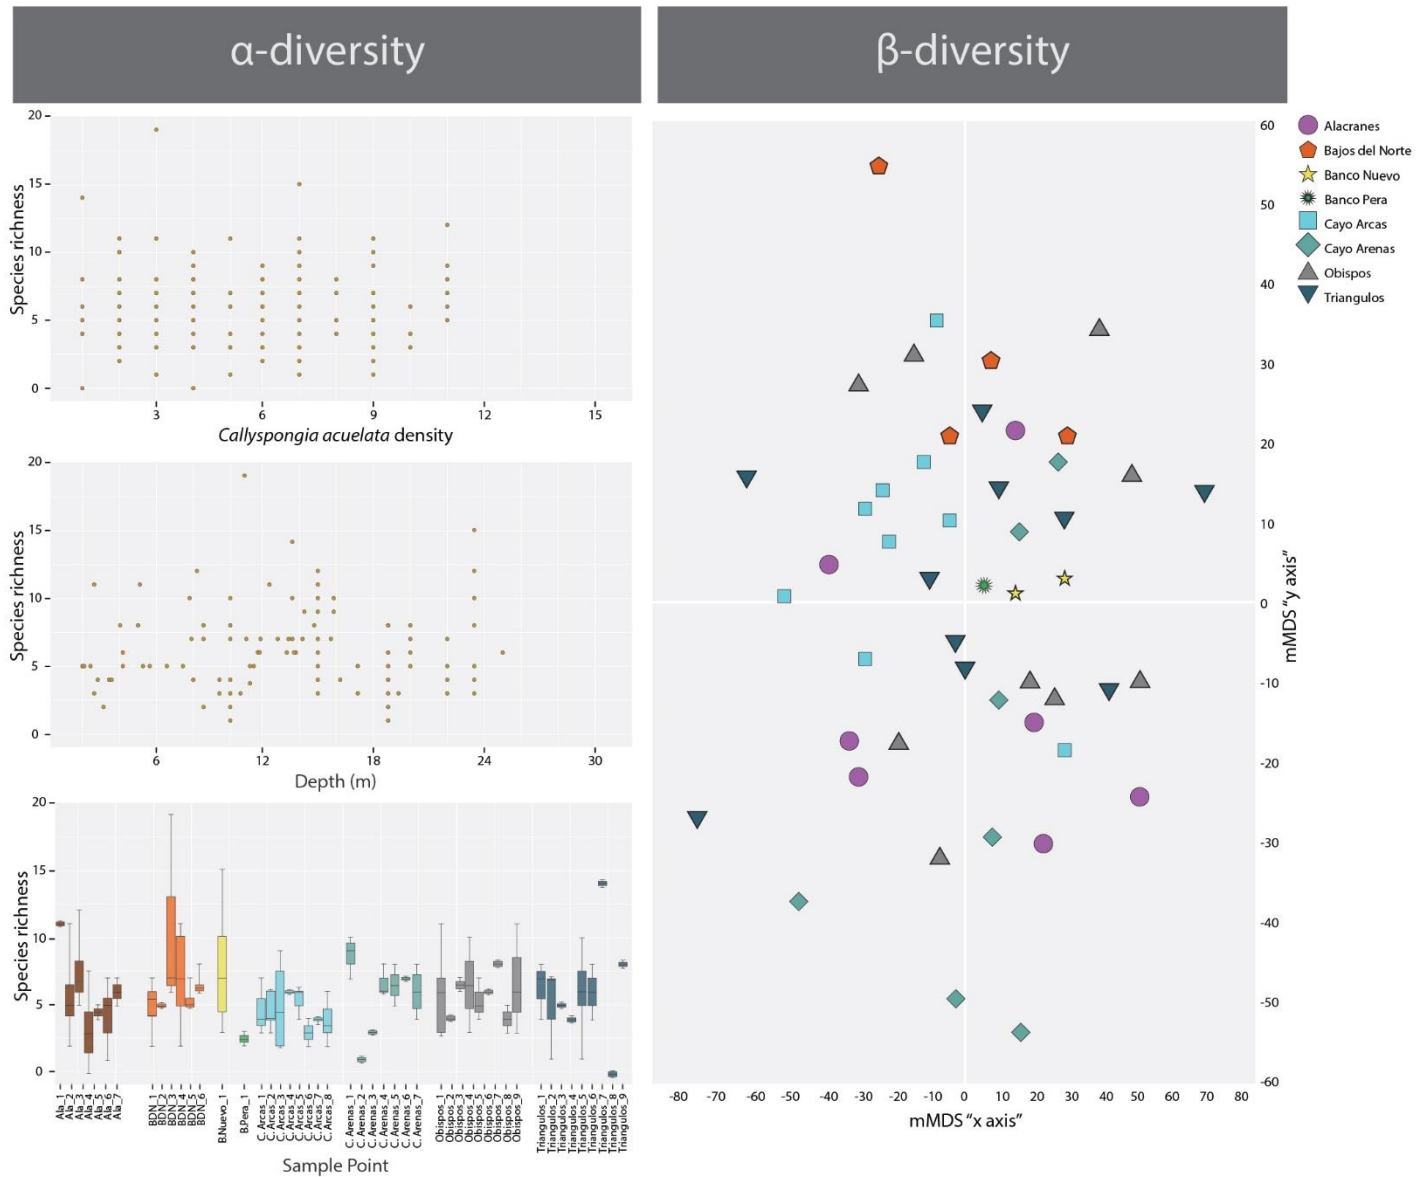 α-diversity
β-diversity
20
15
10
5
0
Species richness
3 6 9 12 15
Callyspongia acuelata density
20
15
10
5
0
Species richness
6 12 18 24 30
Depth (m)
20
15
10
5
0
Species richness
Ala_1
Ala_2
Ala_3
Ala_4
Ala_5
Ala_6
Ala_7
BDN_1
BDN_2
BDN_3
BDN_4
BDN_5
BDN_6
B.Nuevo_1
B.Pera_1
C. Arcas_1
C. Arcas_2
C. Arcas_3
C. Arcas_4
C. Arcas_5
C. Arcas_6
C. Arcas_7
C. Arcas_8
C. Arenas_1
C. Arenas_2
C. Arenas_3
C. Arenas_4
C. Arenas_5
C. Arenas_6
C. Arenas_7
Obispos_1
Obispos_2
Obispos_3
Obispos_4
Obispos_5
Obispos_6
Obispos_7
Obispos_8
Obispos_9
Triangulos_1
Triangulos_2
Triangulos_3
Triangulos_4
Triangulos_5
Triangulos_6
Triangulos_7
Triangulos_8
Triangulos_9
Sample Point
60
50
40
30
20
10
0
-10
-20
-30
-40
-50
-60
mMDS "y axis"
-80 -60 -50 -40 -30 -20 -10 0 10 20 30 40 50 60 70 80
mMDS "x axis"
Alacranes
Bajos del Norte
Banco Nuevo
Banco Pera
Cayo Arcas
Cayo Arenas
Obispos
Triangulos